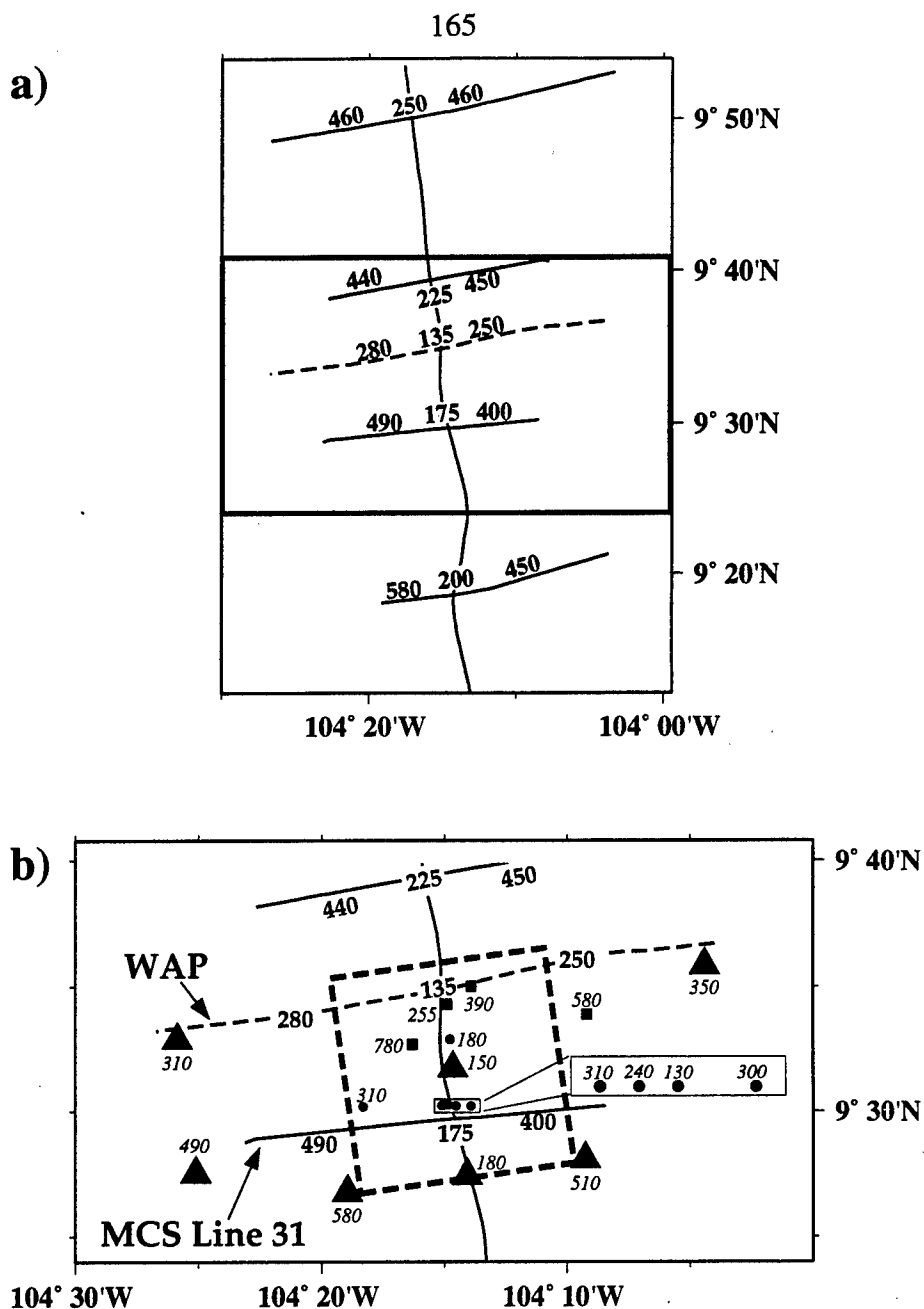 165
a)
460 250 460
9° 50'N
440 225 450
9° 40'N
280 135 250
490 175 400
9° 30'N
580 200 450
9° 20'N
104° 20'W 104° 00'W
b)
9° 40'N
440 225 450
WAP
280 135 250
350
390
255
580
310
780
180
150
310 240 130 300
310
9° 30'N
490 175 400
490
180
580
510
MCS Line 31
104° 30'W 104° 20'W 104° 10'W